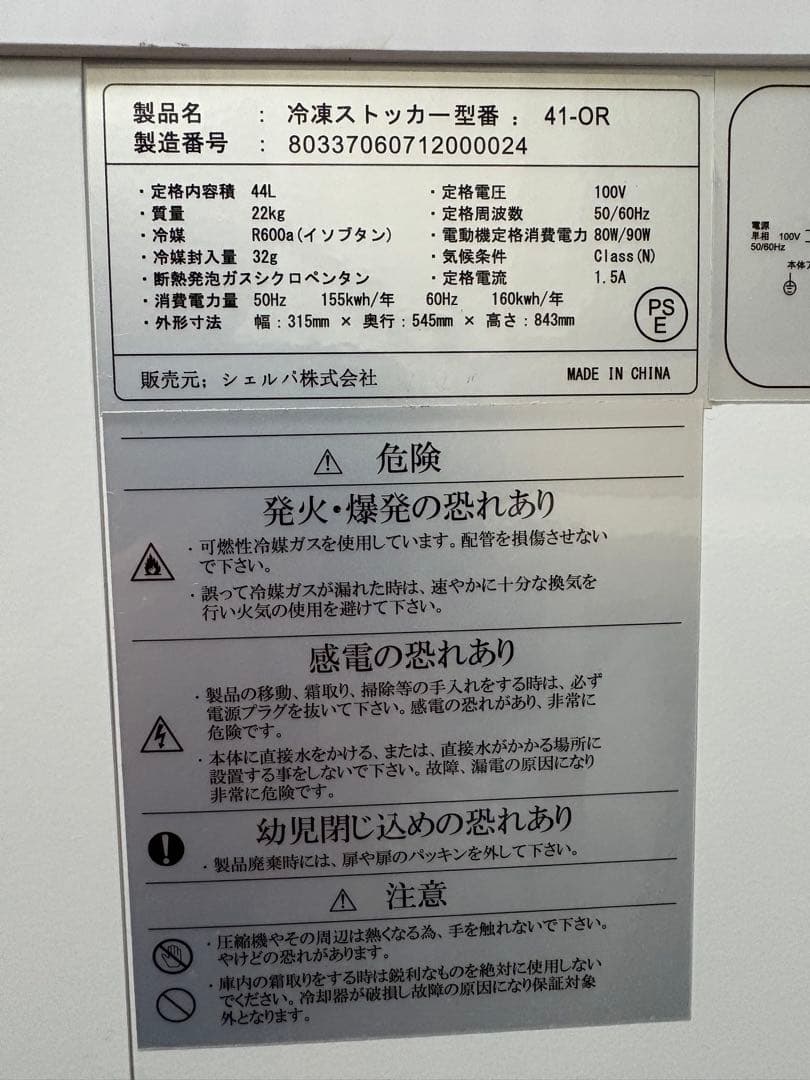 製品名 : 冷凍ストッカー型番 : 41-OR
製造番号 : 80337060712000024
・定格内容積 44L ・定格電圧 100V
・質量 22kg ・定格周波数 50/60Hz
・冷媒 R600a(イソブタン) ・電動機定格消費電力 80W/90W
・冷媒封入量 32g ・気候条件 Class(N)
・断熱発泡ガスシクロペンタン ・定格電流 1.5A
・消費電力量 50Hz 155kwh/年 60Hz 160kwh/年
・外形寸法 幅:315mm × 奥行:545mm × 高さ:843mm
PS
E
販売元; シェルパ株式会社 MADE IN CHINA
電源
単相 100V
50/60Hz
本体ア
危険
発火・爆発の恐れあり
・可燃性冷媒ガスを使用しています。配管を損傷させない
で下さい。
・誤って冷媒ガスが漏れた時は、速やかに十分な換気を
行い火気の使用を避けて下さい。
感電の恐れあり
・製品の移動、霜取り、掃除等の手入れをする時は、必ず
電源プラグを抜いて下さい。感電の恐れがあり、非常に
危険です。
・本体に直接水をかける、または、直接水がかかる場所に
設置する事をしないで下さい。故障、漏電の原因になり
非常に危険です。
幼児閉じ込めの恐れあり
・製品廃棄時には、扉や扉のパッキンを外して下さい。
注意
・圧縮機やその周辺は熱くなる為、手を触れないで下さい。
やけどの恐れがあります。
・庫内の霜取りをする時は鋭利なものを絶対に使用しない
でください。冷却器が破損し故障の原因になり保証対象
外となります。